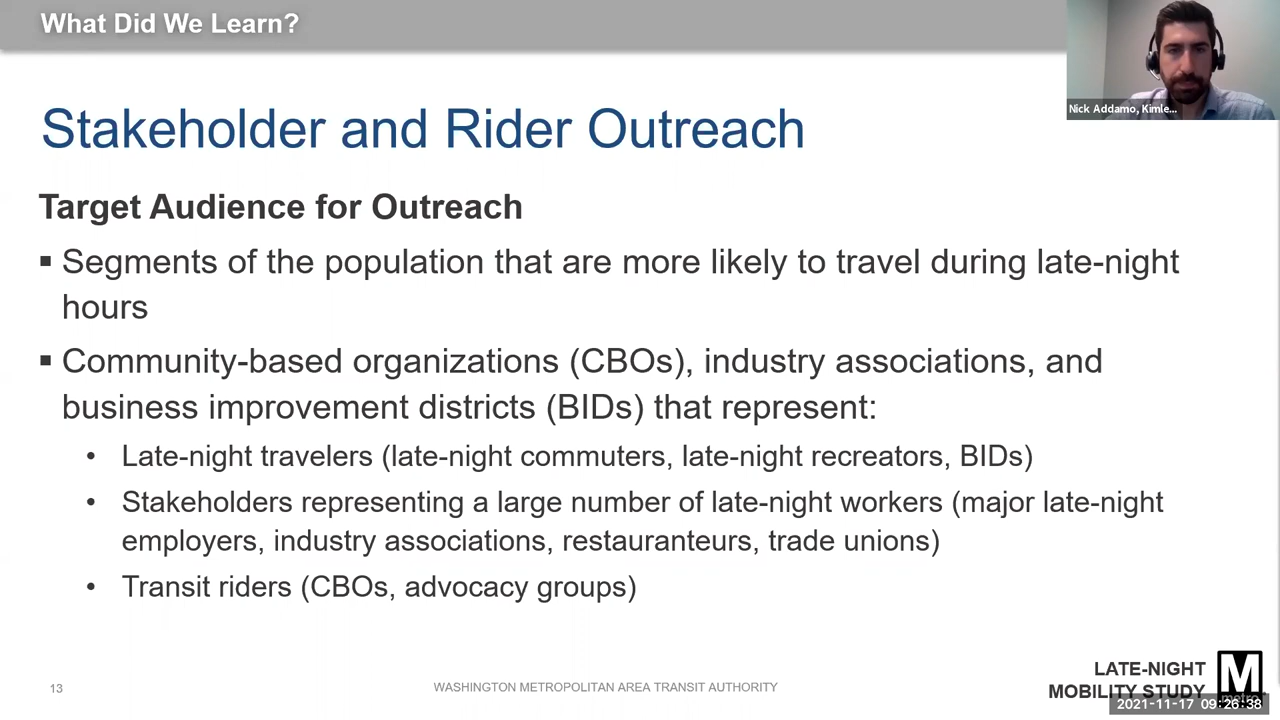 What Did We Learn?
Nick Addamo, Kimle...
Stakeholder and Rider Outreach
Target Audience for Outreach
▪ Segments of the population that are more likely to travel during late-night
hours
▪ Community-based organizations (CBOs), industry associations, and
business improvement districts (BIDs) that represent:
• Late-night travelers (late-night commuters, late-night recreators, BIDs)
• Stakeholders representing a large number of late-night workers (major late-night
employers, industry associations, restauranteurs, trade unions)
• Transit riders (CBOs, advocacy groups)
13
WASHINGTON METROPOLITAN AREA TRANSIT AUTHORITY
LATE-NIGHT
MOBILITY STUDY
M
metro
2021-11-17 09:26:38